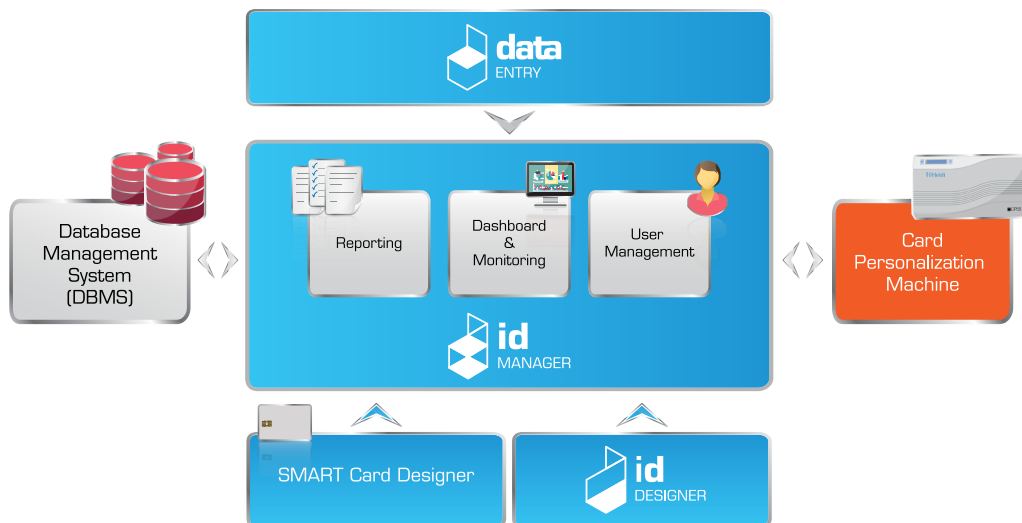 data
ENTRY
Database
Management
System
(DBMS)
Reporting
Dashboard
&
Monitoring
User
Management
id
MANAGER
Card
Personalization
Machine
SMART Card Designer
id
DESIGNER